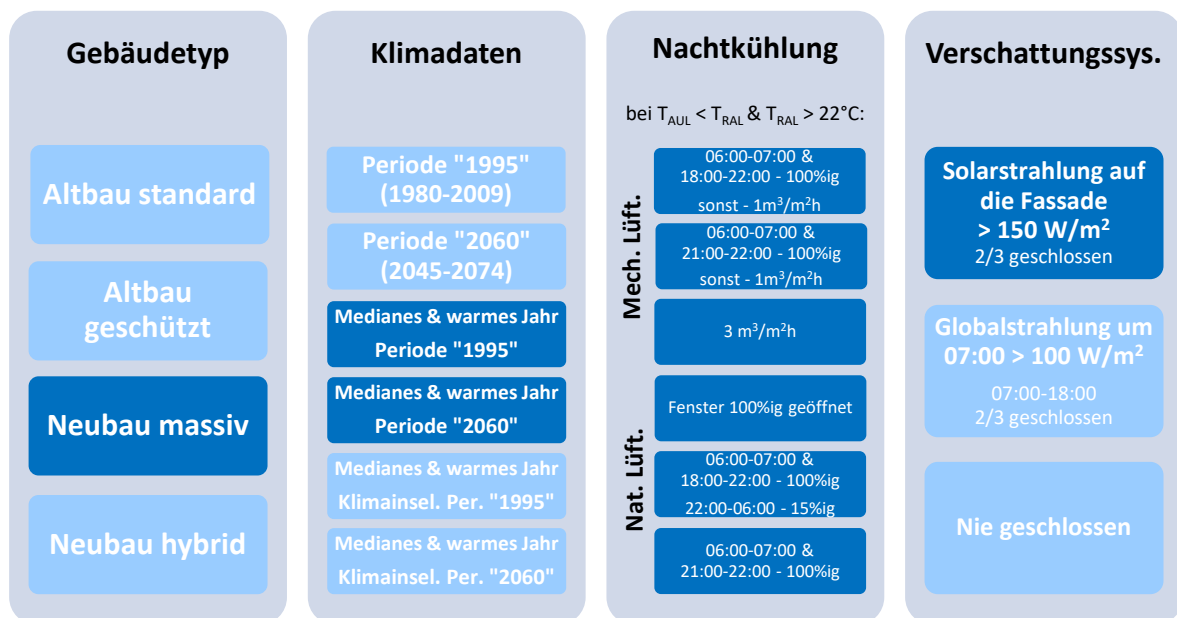 Gebäudetyp
Altbau standard
Altbau
geschützt
Neubau massiv
Neubau hybrid
Klimadaten
Periode "1995"
(1980-2009)
Periode "2060"
(2045-2074)
Medianes & warmes Jahr
Periode "1995"
Medianes & warmes Jahr
Periode "2060"
Medianes & warmes Jahr
Klimainsel. Per. "1995"
Medianes & warmes Jahr
Klimainsel. Per. "2060"
Nachtkühlung
bei T_AUL < T_RAL & T_RAL > 22°C:
Mech. Lüft.
06:00-07:00 &
18:00-22:00 - 100%ig
sonst - 1m³/m²h
06:00-07:00 &
21:00-22:00 - 100%ig
sonst - 1m³/m²h
3 m³/m²h
Nat. Lüft.
Fenster 100%ig geöffnet
06:00-07:00 &
18:00-22:00 - 100%ig
22:00-06:00 - 15%ig
06:00-07:00 &
21:00-22:00 - 100%ig
Verschattungssys.
Solarstrahlung auf
die Fassade
> 150 W/m²
2/3 geschlossen
Globalstrahlung um
07:00 > 100 W/m²
07:00-18:00
2/3 geschlossen
Nie geschlossen